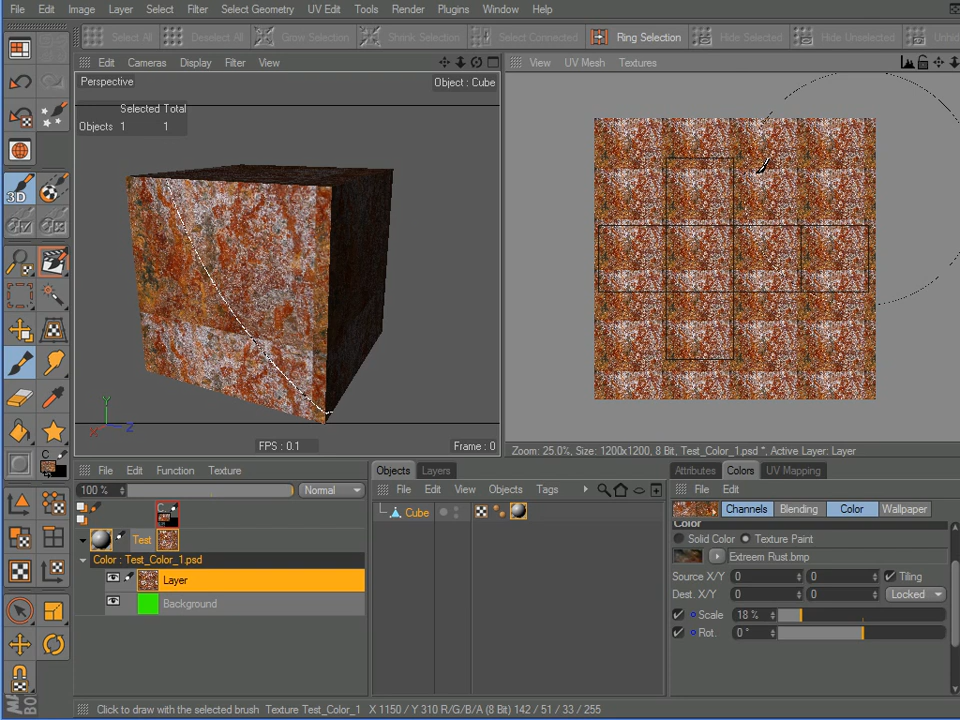 File Edit Image Layer Select Filter Select Geometry UV Edit Tools Render Plugins Window Help
Select All Deselect All Grow Selection Shrink Selection Select Connected Ring Selection Hide Selected Hide Unselected
Edit Cameras Display Filter View
View UV Mesh Textures
Perspective
Object : Cube
Selected Total
Objects 1 1
3D
Y
X
Z
FPS : 0.1
Frame : 0
Zoom: 25.0%, Size: 1200x1200, 8 Bit, Test_Color_1.psd *, Active Layer: Layer
File Edit Function Texture
100 % Normal
C
Test
Color : Test_Color_1.psd
Layer
Background
Objects Layers
File Edit View Objects Tags
Cube
Attributes Colors UV Mapping
File Edit
Channels Blending Color Wallpaper
Color
Solid Color Texture Paint
Extreem Rust.bmp
Source X/Y 0 0 Tiling
Dest. X/Y 0 0 Locked
Scale 18 %
Rot. 0 °
Click to draw with the selected brush Texture Test_Color_1 X 1150 / Y 310 R/G/B/A (8 Bit) 142 / 51 / 33 / 255